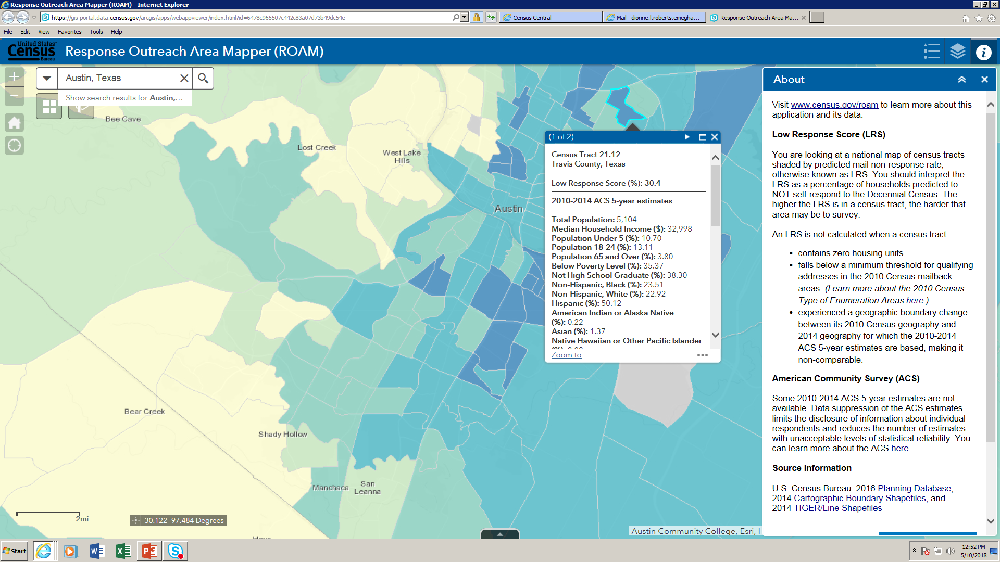 Response Outreach Area Mapper (ROAM) - Internet Explorer
https://gis-portal.data.census.gov/arcgis/apps/webappviewer/index.html?id=6478c965507c442c83a07d73b49dc54e
Census Central
Mail - dionne.l.roberts.emegha...
Response Outreach Area Ma...
File Edit View Favorites Tools Help
United States
Census
Bureau
Response Outreach Area Mapper (ROAM)
Austin, Texas
Show search results for Austin,...
Bee Cave
Lost Creek
West Lake
Hills
Austin
Bear Creek
Shady Hollow
Manchaca
San
Leanna
2mi
30.122 -97.484 Degrees
Austin Community College, Esri, H
(1 of 2)
Census Tract 21.12
Travis County, Texas
Low Response Score (%): 30.4
2010-2014 ACS 5-year estimates
Total Population: 5,104
Median Household Income ($): 32,998
Population Under 5 (%): 10.70
Population 18-24 (%): 13.11
Population 65 and Over (%): 3.80
Below Poverty Level (%): 35.37
Not High School Graduate (%): 38.30
Non-Hispanic, Black (%): 23.51
Non-Hispanic, White (%): 22.92
Hispanic (%): 50.12
American Indian or Alaska Native
(%): 0.22
Asian (%): 1.37
Native Hawaiian or Other Pacific Islander
Zoom to
About
Visit www.census.gov/roam to learn more about this
application and its data.
Low Response Score (LRS)
You are looking at a national map of census tracts
shaded by predicted mail non-response rate,
otherwise known as LRS. You should interpret the
LRS as a percentage of households predicted to
NOT self-respond to the Decennial Census. The
higher the LRS is in a census tract, the harder that
area may be to survey.
An LRS is not calculated when a census tract:
• contains zero housing units.
• falls below a minimum threshold for qualifying
addresses in the 2010 Census mailback
areas. (Learn more about the 2010 Census
Type of Enumeration Areas here.)
• experienced a geographic boundary change
between its 2010 Census geography and
2014 geography for which the 2010-2014
ACS 5-year estimates are based, making it
non-comparable.
American Community Survey (ACS)
Some 2010-2014 ACS 5-year estimates are not
available. Data suppression of the ACS estimates
limits the disclosure of information about individual
respondents and reduces the number of estimates
with unacceptable levels of statistical reliability. You
can learn more about the ACS here.
Source Information
U.S. Census Bureau: 2016 Planning Database,
2014 Cartographic Boundary Shapefiles, and
2014 TIGER/Line Shapefiles
Start
12:52 PM
5/10/2018